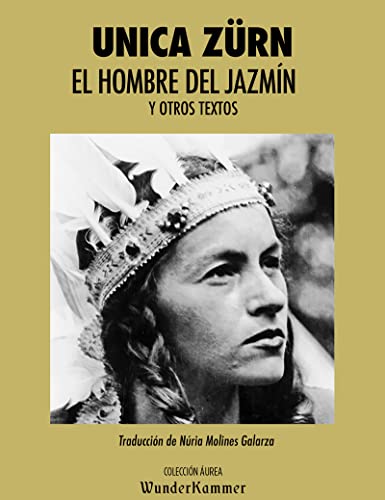 UNICA ZÜRN
EL HOMBRE DEL JAZMÍN
Y OTROS TEXTOS
Traducción de Núria Molines Galarza
COLECCIÓN ÁUREA
WunderKammer